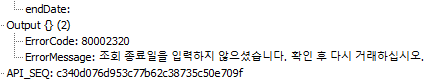 endDate:
Output {} (2)
ErrorCode: 80002320
ErrorMessage: 조회 종료일을 입력하지 않으셨습니다. 확인 후 다시 거래하십시오.
API_SEQ: c340d076d953c77b62c38735c50e709f